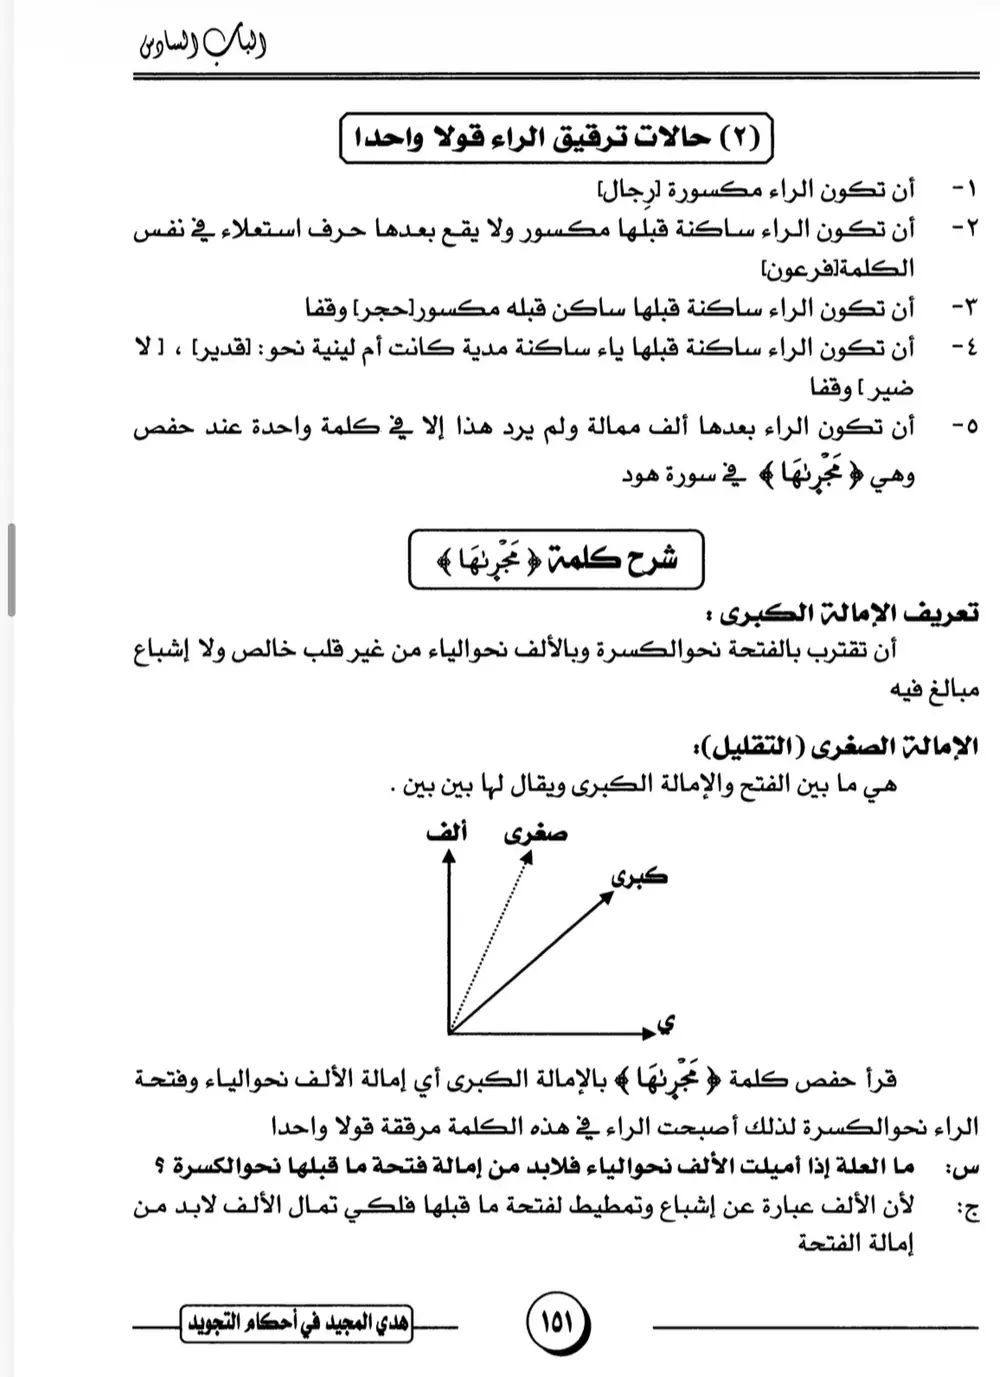 الباب السادس
(٢) حالات ترقيق الراء قولا واحدا
١- أن تكون الراء مكسورة [رِجال]
٢- أن تكون الراء ساكنة قبلها مكسور ولا يقع بعدها حرف استعلاء في نفس
الكلمة[فرعون]
٣- أن تكون الراء ساكنة قبلها ساكن قبله مكسور[حجر] وقفا
٤- أن تكون الراء ساكنة قبلها ياء ساكنة مدية كانت أم لينية نحو: [قدير] ، [ لا
ضير ] وقفا
٥- أن تكون الراء بعدها ألف ممالة ولم يرد هذا إلا في كلمة واحدة عند حفص
وهي ﴿ مَجْر۪ىٰهَا ﴾ في سورة هود
شرح كلمة ﴿ مَجْر۪ىٰهَا ﴾
تعريف الإمالة الكبرى :
أن تقترب بالفتحة نحوالكسرة وبالألف نحوالياء من غير قلب خالص ولا إشباع
مبالغ فيه
الإمالة الصغرى (التقليل):
هي ما بين الفتح والإمالة الكبرى ويقال لها بين بين .
ألف
صغرى
كبرى
ي
قرأ حفص كلمة ﴿ مَجْر۪ىٰهَا ﴾ بالإمالة الكبرى أي إمالة الألف نحوالياء وفتحة
الراء نحوالكسرة لذلك أصبحت الراء في هذه الكلمة مرققة قولا واحدا
س: ما العلة إذا أميلت الألف نحوالياء فلابد من إمالة فتحة ما قبلها نحوالكسرة ؟
ج: لأن الألف عبارة عن إشباع وتمطيط لفتحة ما قبلها فلكي تمال الألف لابد من
إمالة الفتحة
١٥١
هدي المجيد في أحكام التجويد